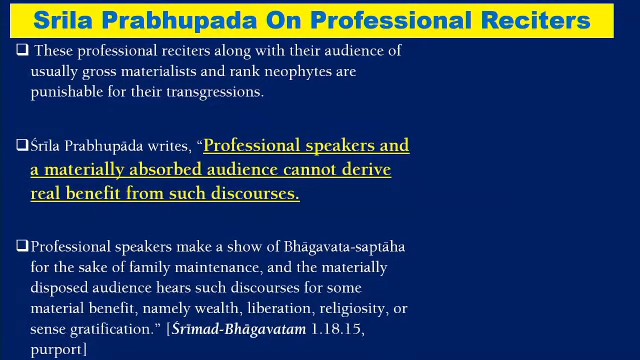 Srila Prabhupada On Professional Reciters
❑ These professional reciters along with their audience of
usually gross materialists and rank neophytes are
punishable for their transgressions.
❑Śrīla Prabhupāda writes, “Professional speakers and
a materially absorbed audience cannot derive
real benefit from such discourses.
❑Professional speakers make a show of Bhāgavata-saptāha
for the sake of family maintenance, and the materially
disposed audience hears such discourses for some
material benefit, namely wealth, liberation, religiosity, or
sense gratification.” [Śrīmad-Bhāgavatam 1.18.15,
purport]